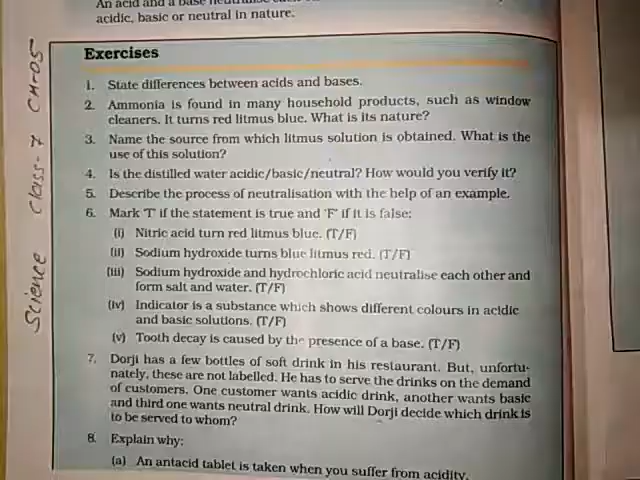 An acid and a base
acidic, basic or neutral in nature.
Exercises
1. State differences between acids and bases.
2. Ammonia is found in many household products, such as window
cleaners. It turns red litmus blue. What is its nature?
3. Name the source from which litmus solution is obtained. What is the
use of this solution?
4. Is the distilled water acidic/basic/neutral? How would you verify it?
5. Describe the process of neutralisation with the help of an example.
6. Mark 'T' if the statement is true and 'F' if it is false:
(i) Nitric acid turn red litmus blue. (T/F)
(ii) Sodium hydroxide turns blue litmus red. (T/F)
(iii) Sodium hydroxide and hydrochloric acid neutralise each other and
form salt and water. (T/F)
(iv) Indicator is a substance which shows different colours in acidic
and basic solutions. (T/F)
(v) Tooth decay is caused by the presence of a base. (T/F)
7. Dorji has a few bottles of soft drink in his restaurant. But, unfortu-
nately, these are not labelled. He has to serve the drinks on the demand
of customers. One customer wants acidic drink, another wants basic
and third one wants neutral drink. How will Dorji decide which drink is
to be served to whom?
8. Explain why:
(a) An antacid tablet is taken when you suffer from acidity.
Science Class-7 CH-05